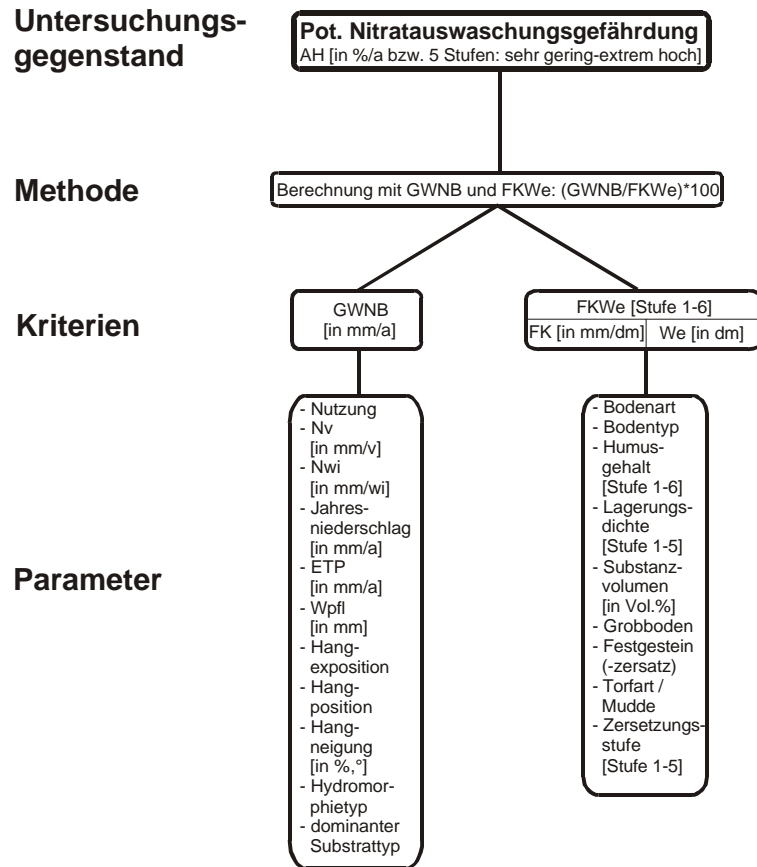 Untersuchungs-
gegenstand
Pot. Nitratauswaschungsgefährdung
AH [in %/a bzw. 5 Stufen: sehr gering-extrem hoch]
Methode
Berechnung mit GWNB und FKWe: (GWNB/FKWe)*100
Kriterien
GWNB
[in mm/a]
FKWe [Stufe 1-6]
FK [in mm/dm]
We [in dm]
Parameter
- Nutzung
- Nv
[in mm/v]
- Nwi
[in mm/wi]
- Jahres-
niederschlag
[in mm/a]
- ETP
[in mm/a]
- Wpfl
[in mm]
- Hang-
exposition
- Hang-
position
- Hang-
neigung
[in %,°]
- Hydromor-
phietyp
- dominanter
Substrattyp
- Bodenart
- Bodentyp
- Humus-
gehalt
[Stufe 1-6]
- Lagerungs-
dichte
[Stufe 1-5]
- Substanz-
volumen
[in Vol.%]
- Grobboden
- Festgestein
(-zersatz)
- Torfart /
Mudde
- Zersetzungs-
stufe
[Stufe 1-5]